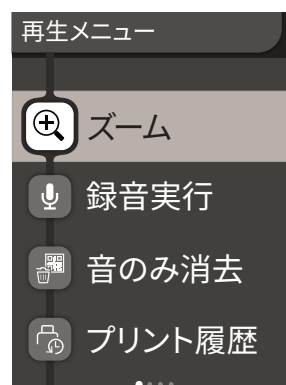 再生メニュー
ズーム
録音実行
音のみ消去
プリント履歴